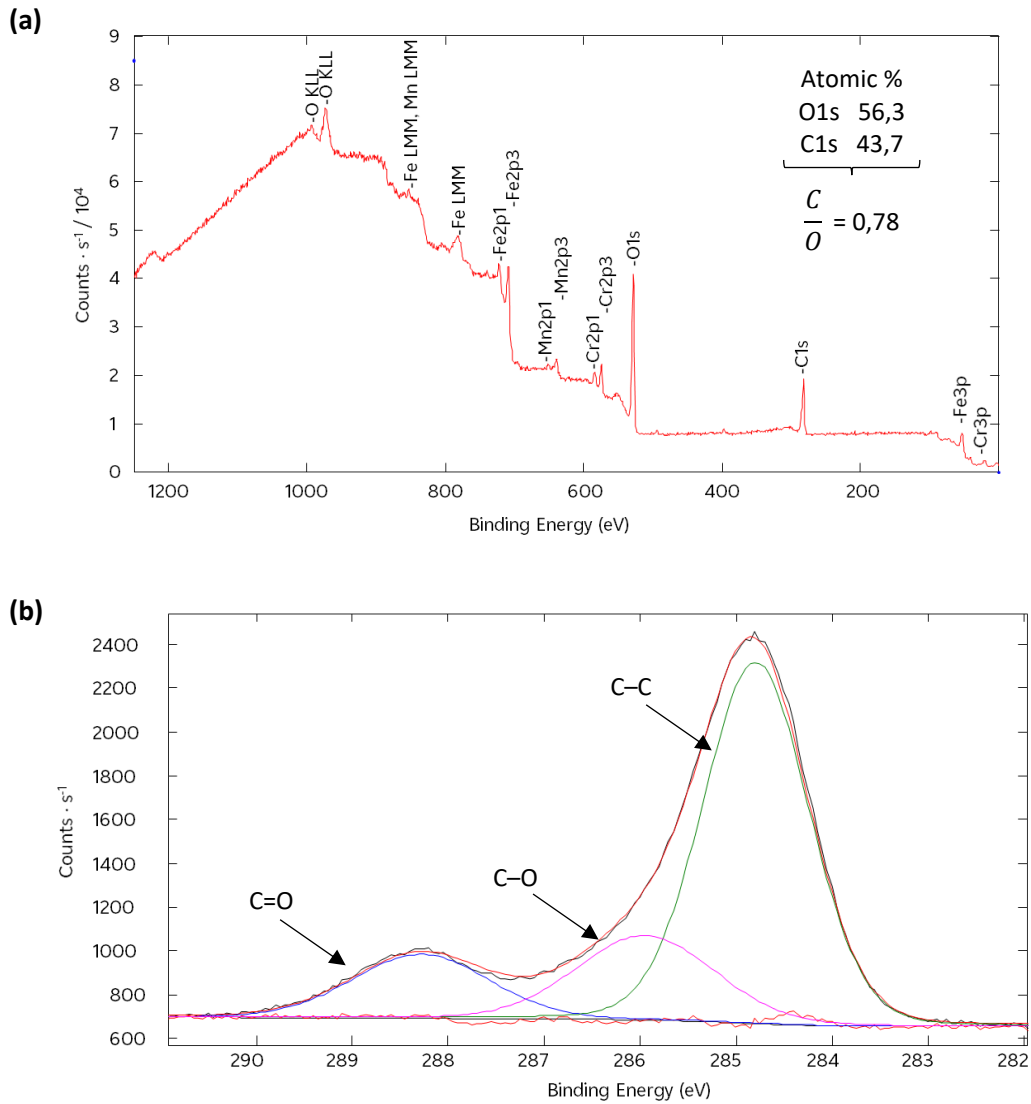 (a)
Counts · s⁻¹ / 10⁴
9
8
7
6
5
4
3
2
1
0
-O KLL
-O KLL
-Fe LMM, Mn LMM
-Fe LMM
-Fe2p1
-Fe2p3
-Mn2p1
-Mn2p3
-Cr2p1
-Cr2p3
-O1s
-C1s
-Fe3p
-Cr3p
Atomic %
O1s 56,3
C1s 43,7
C/O = 0,78
1200 1000 800 600 400 200
Binding Energy (eV)
(b)
Counts · s⁻¹
2400
2200
2000
1800
1600
1400
1200
1000
800
600
C–C
C–O
C=O
290 289 288 287 286 285 284 283 282
Binding Energy (eV)